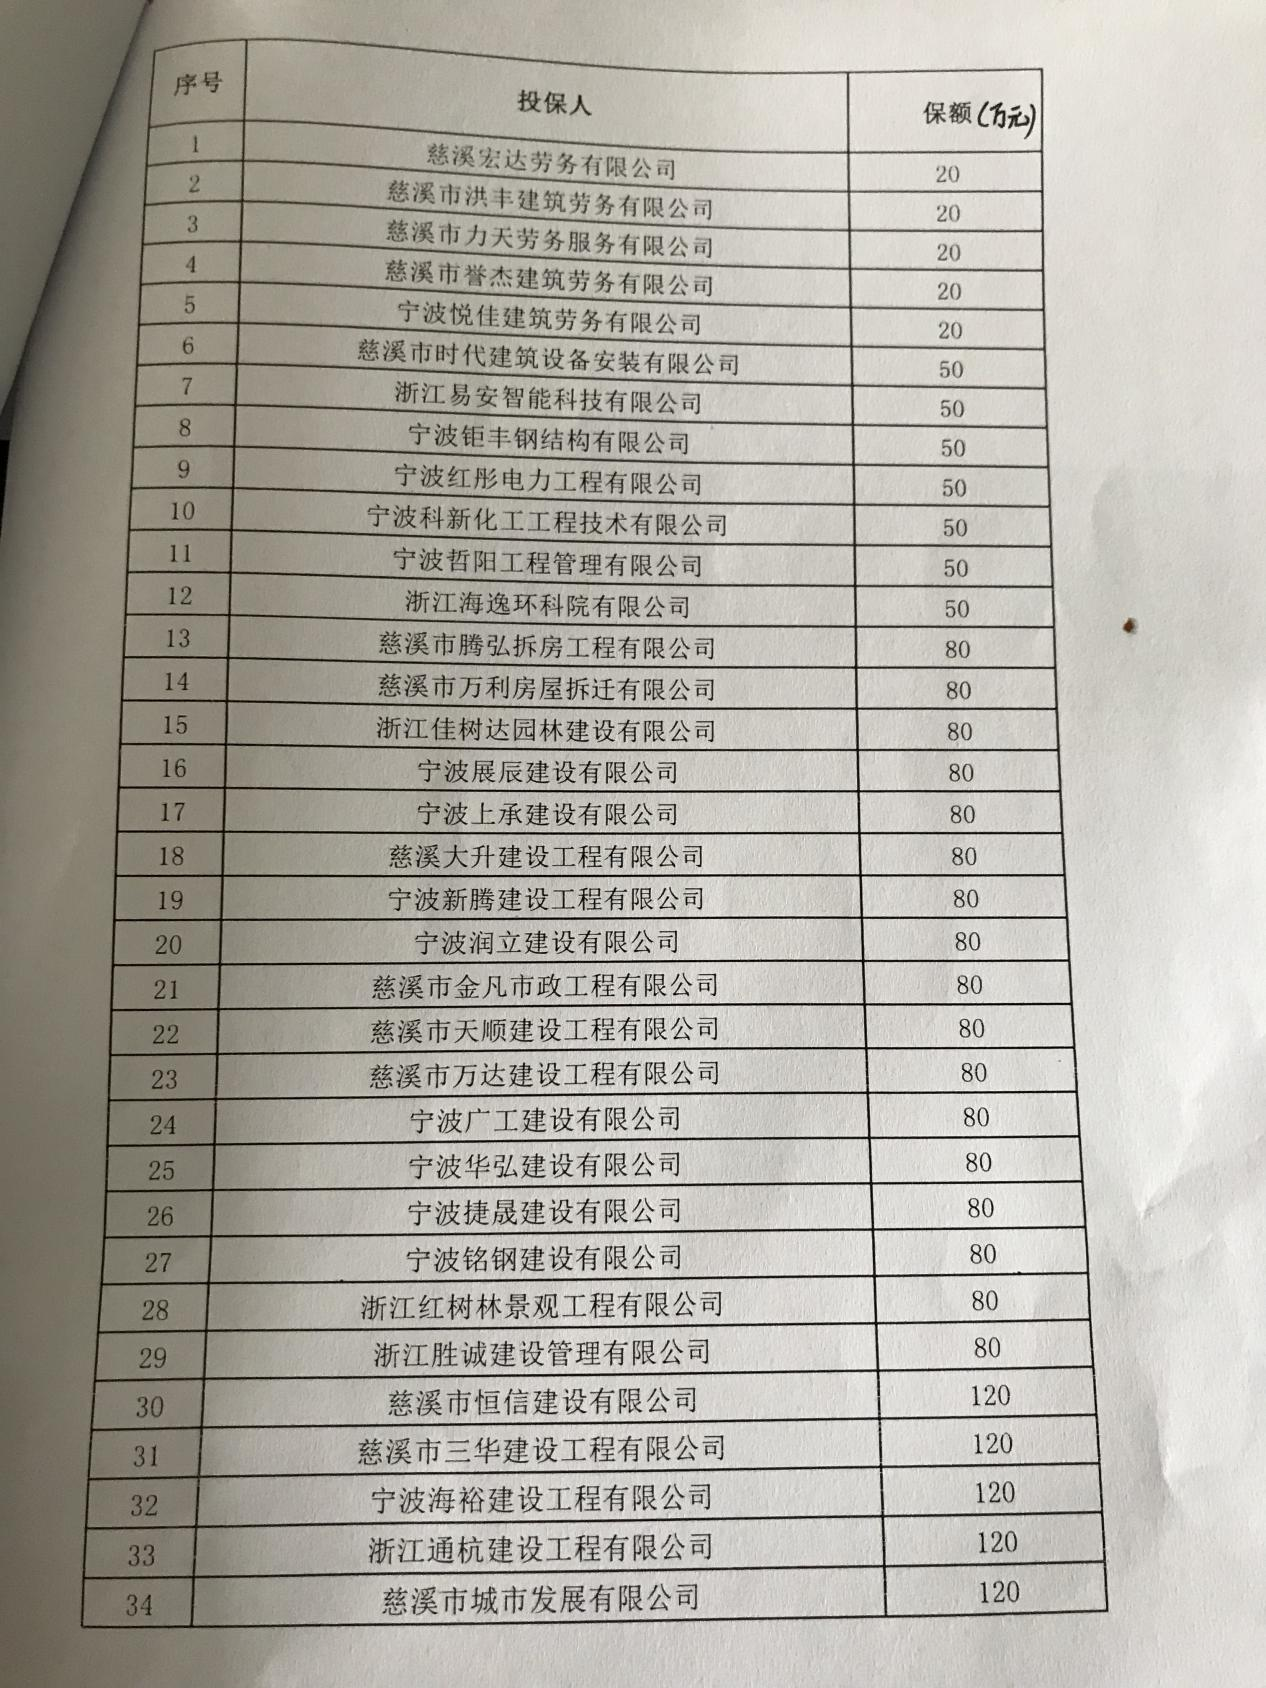 序号 投保人 保额(万元)
1 慈溪宏达劳务有限公司 20
2 慈溪市洪丰建筑劳务有限公司 20
3 慈溪市力天劳务服务有限公司 20
4 慈溪市誉杰建筑劳务有限公司 20
5 宁波悦佳建筑劳务有限公司 20
6 慈溪市时代建筑设备安装有限公司 50
7 浙江易安智能科技有限公司 50
8 宁波钜丰钢结构有限公司 50
9 宁波红彤电力工程有限公司 50
10 宁波科新化工工程技术有限公司 50
11 宁波哲阳工程管理有限公司 50
12 浙江海逸环科院有限公司 50
13 慈溪市腾弘拆房工程有限公司 80
14 慈溪市万利房屋拆迁有限公司 80
15 浙江佳树达园林建设有限公司 80
16 宁波展辰建设有限公司 80
17 宁波上承建设有限公司 80
18 慈溪大升建设工程有限公司 80
19 宁波新腾建设工程有限公司 80
20 宁波润立建设有限公司 80
21 慈溪市金凡市政工程有限公司 80
22 慈溪市天顺建设工程有限公司 80
23 慈溪市万达建设工程有限公司 80
24 宁波广工建设有限公司 80
25 宁波华弘建设有限公司 80
26 宁波捷晟建设有限公司 80
27 宁波铭钢建设有限公司 80
28 浙江红树林景观工程有限公司 80
29 浙江胜诚建设管理有限公司 80
30 慈溪市恒信建设有限公司 120
31 慈溪市三华建设工程有限公司 120
32 宁波海裕建设工程有限公司 120
33 浙江通杭建设工程有限公司 120
34 慈溪市城市发展有限公司 120